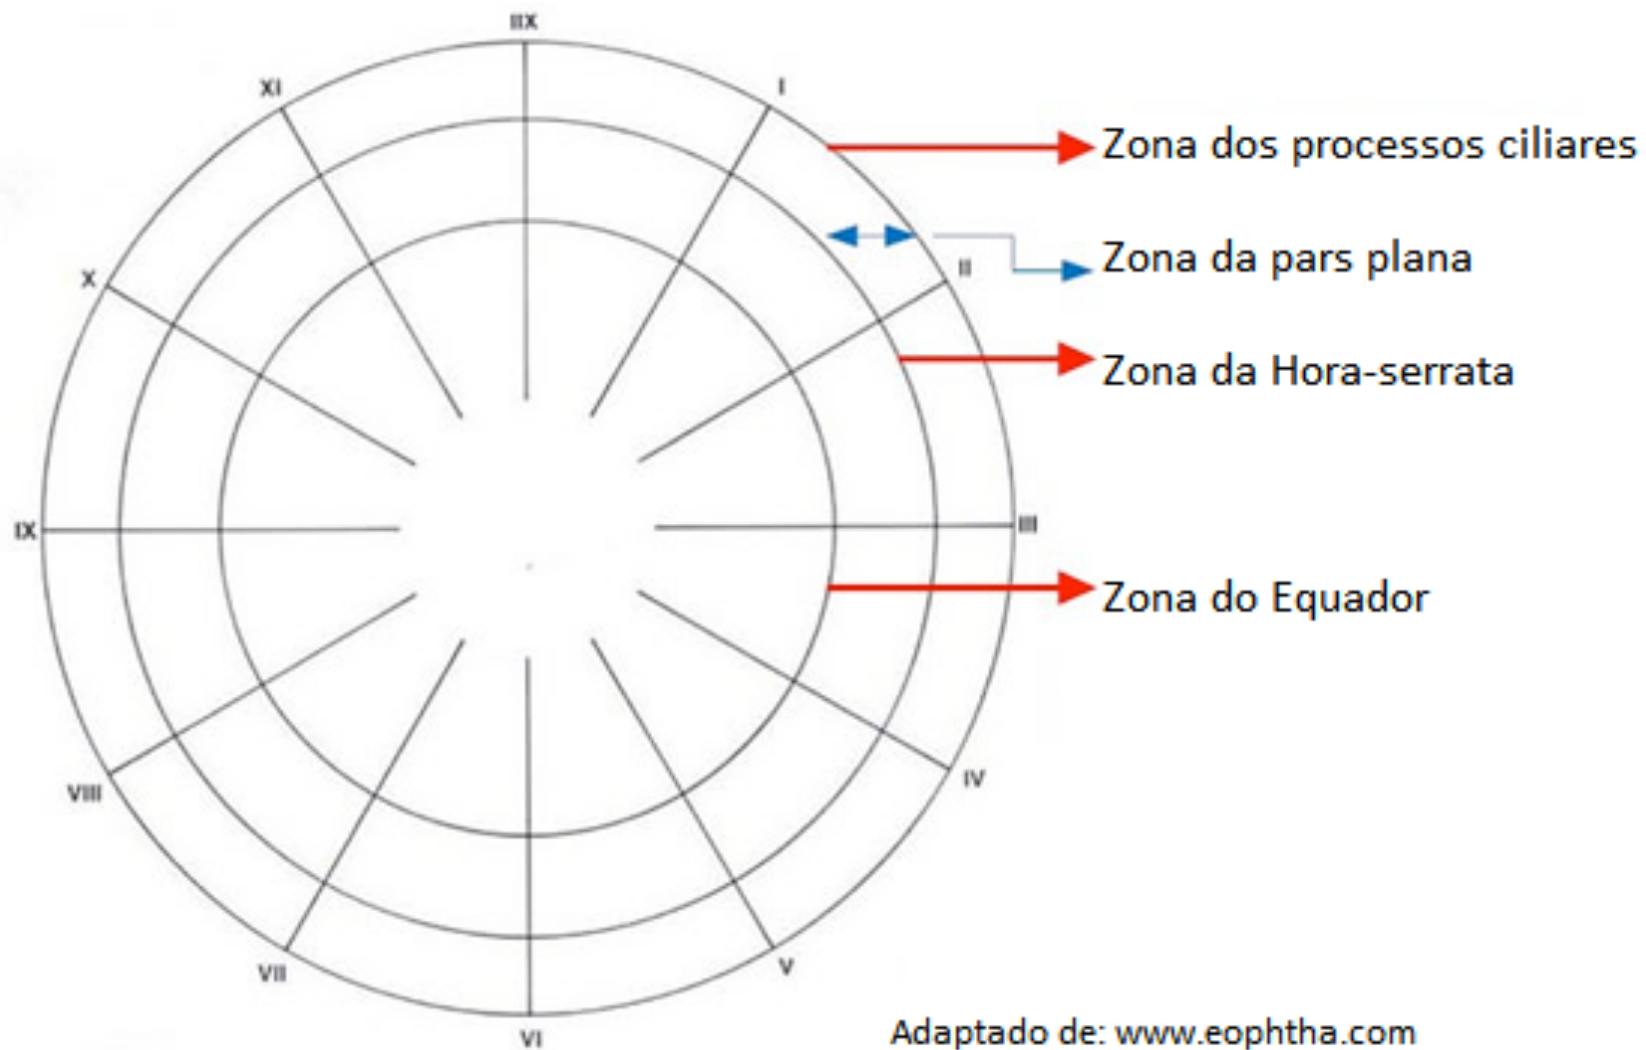 IIX
XI
I
Zona dos processos ciliares
Zona da pars plana
X
II
Zona da Hora-serrata
IX
III
Zona do Equador
VIII
IV
VII
V
VI
Adaptado de: www.eophtha.com